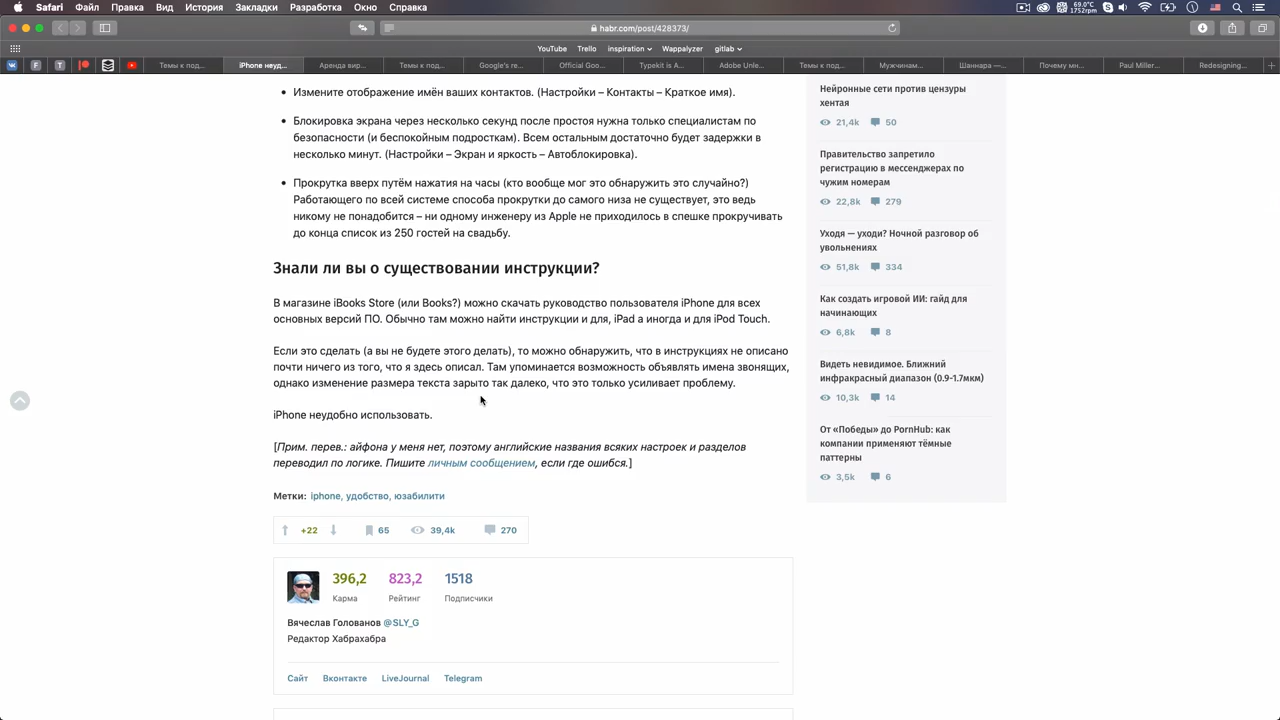 Safari Файл Правка Вид История Закладки Разработка Окно Справка
69.0°C
1752rpm
habr.com/post/428373/
YouTube Trello inspiration Wappalyzer gitlab
Темы к под... iPhone неуд... Аренда вир... Темы к под... Google's re... Official Goo... Typekit is A... Adobe Unle... Темы к под... Мужчинам... Шаннара —... Почему мн... Paul Miller... Redesigning...
Измените отображение имён ваших контактов. (Настройки – Контакты – Краткое имя).
Блокировка экрана через несколько секунд после простоя нужна только специалистам по
безопасности (и беспокойным подросткам). Всем остальным достаточно будет задержки в
несколько минут. (Настройки – Экран и яркость – Автоблокировка).
Прокрутка вверх путём нажатия на часы (кто вообще мог это обнаружить это случайно?)
Работающего по всей системе способа прокрутки до самого низа не существует, это ведь
никому не понадобится – ни одному инженеру из Apple не приходилось в спешке прокручивать
до конца список из 250 гостей на свадьбу.
Знали ли вы о существовании инструкции?
В магазине iBooks Store (или Books?) можно скачать руководство пользователя iPhone для всех
основных версий ПО. Обычно там можно найти инструкции и для, iPad а иногда и для iPod Touch.
Если это сделать (а вы не будете этого делать), то можно обнаружить, что в инструкциях не описано
почти ничего из того, что я здесь описал. Там упоминается возможность объявлять имена звонящих,
однако изменение размера текста зарыто так далеко, что это только усиливает проблему.
iPhone неудобно использовать.
[Прим. перев.: айфона у меня нет, поэтому английские названия всяких настроек и разделов
переводил по логике. Пишите личным сообщением, если где ошибся.]
Метки: iphone, удобство, юзабилити
+22 65 39,4k 270
396,2 823,2 1518
Карма Рейтинг Подписчики
Вячеслав Голованов @SLY_G
Редактор Хабрахабра
Сайт Вконтакте LiveJournal Telegram
Нейронные сети против цензуры
хентая
21,4k 50
Правительство запретило
регистрацию в мессенджерах по
чужим номерам
22,8k 279
Уходя — уходи? Ночной разговор об
увольнениях
51,8k 334
Как создать игровой ИИ: гайд для
начинающих
6,8k 8
Видеть невидимое. Ближний
инфракрасный диапазон (0.9-1.7мкм)
10,3k 14
От «Победы» до PornHub: как
компании применяют тёмные
паттерны
3,5k 6